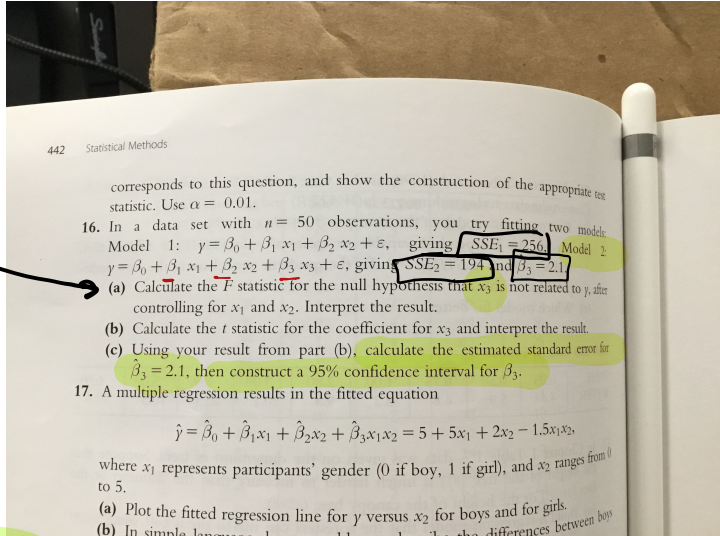 442 Statistical Methods
corresponds to this question, and show the construction of the appropriate test
statistic. Use α = 0.01.
16. In a data set with n = 50 observations, you try fitting two models:
Model 1: y = β₀ + β₁ x₁ + β₂ x₂ + ε, giving SSE₁ = 256. Model 2:
y = β₀ + β₁ x₁ + β₂ x₂ + β₃ x₃ + ε, giving SSE₂ = 194 and β̂₃ = 2.1.
(a) Calculate the F statistic for the null hypothesis that x₃ is not related to y, after
controlling for x₁ and x₂. Interpret the result.
(b) Calculate the t statistic for the coefficient for x₃ and interpret the result.
(c) Using your result from part (b), calculate the estimated standard error for
β̂₃ = 2.1, then construct a 95% confidence interval for β₃.
17. A multiple regression results in the fitted equation
ŷ = β̂₀ + β̂₁x₁ + β̂₂x₂ + β̂₃x₁x₂ = 5 + 5x₁ + 2x₂ − 1.5x₁x₂,
where x₁ represents participants' gender (0 if boy, 1 if girl), and x₂ ranges from 0
to 5.
(a) Plot the fitted regression line for y versus x₂ for boys and for girls.
(b) In simple the differences between boys